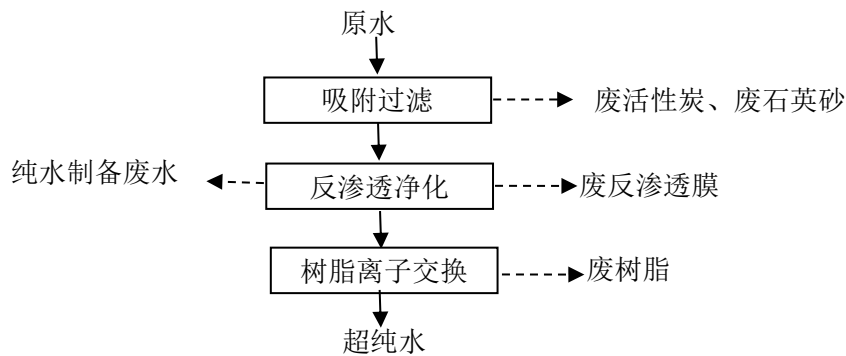 原水
吸附过滤
废活性炭、废石英砂
纯水制备废水
反渗透净化
废反渗透膜
树脂离子交换
废树脂
超纯水